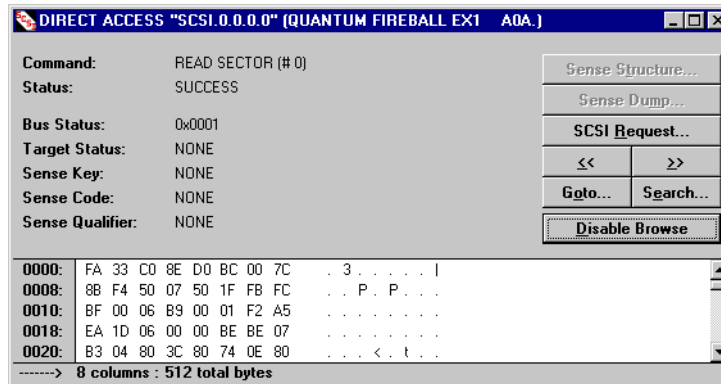 DIRECT ACCESS "SCSI.0.0.0.0" (QUANTUM FIREBALL EX1 A0A.)
Command: READ SECTOR (# 0)
Status: SUCCESS
Bus Status: 0x0001
Target Status: NONE
Sense Key: NONE
Sense Code: NONE
Sense Qualifier: NONE
Sense Structure...
Sense Dump...
SCSI Request...
<< >>
Goto... Search...
Disable Browse
0000: FA 33 C0 8E D0 BC 00 7C . 3 . . . . . |
0008: 8B F4 50 07 50 1F FB FC . . P . P . . .
0010: BF 00 06 B9 00 01 F2 A5 . . . . . . . .
0018: EA 1D 06 00 00 BE BE 07 . . . . . . . .
0020: B3 04 80 3C 80 74 0E 80 . . . < . t . .
-------> 8 columns : 512 total bytes